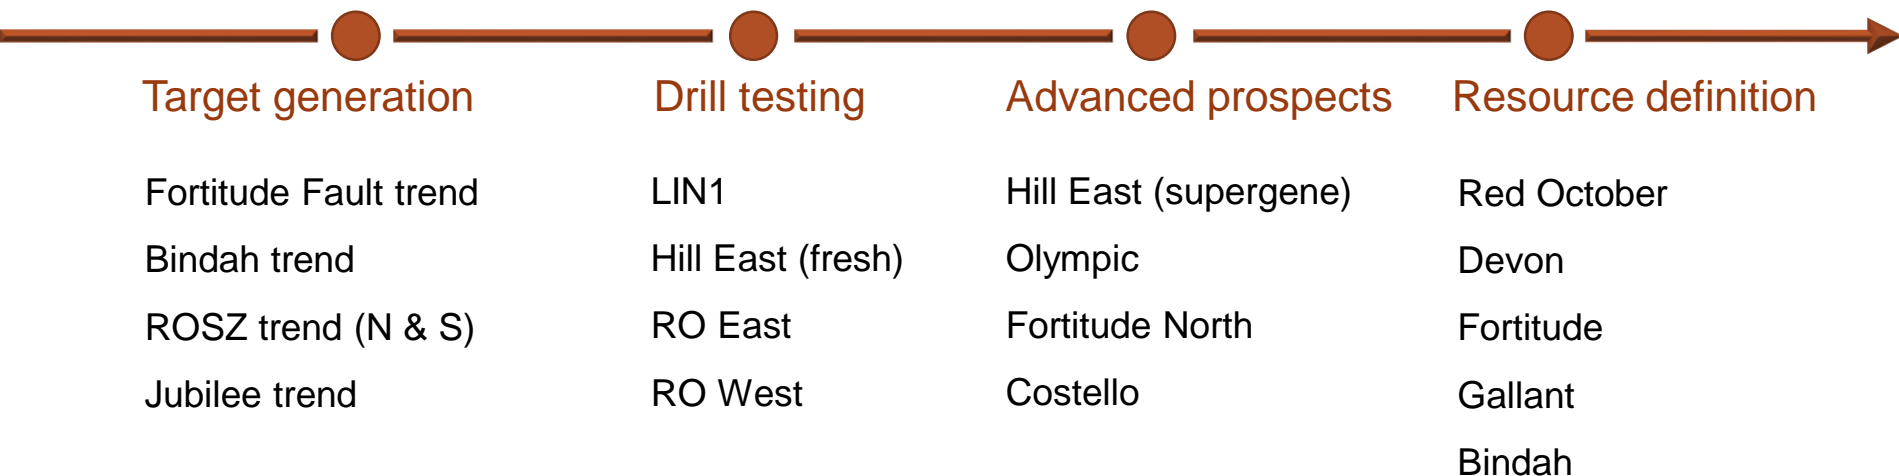 Target generation
Fortitude Fault trend
Bindah trend
ROSZ trend (N & S)
Jubilee trend
Drill testing
LIN1
Hill East (fresh)
RO East
RO West
Advanced prospects
Hill East (supergene)
Olympic
Fortitude North
Costello
Resource definition
Red October
Devon
Fortitude
Gallant
Bindah